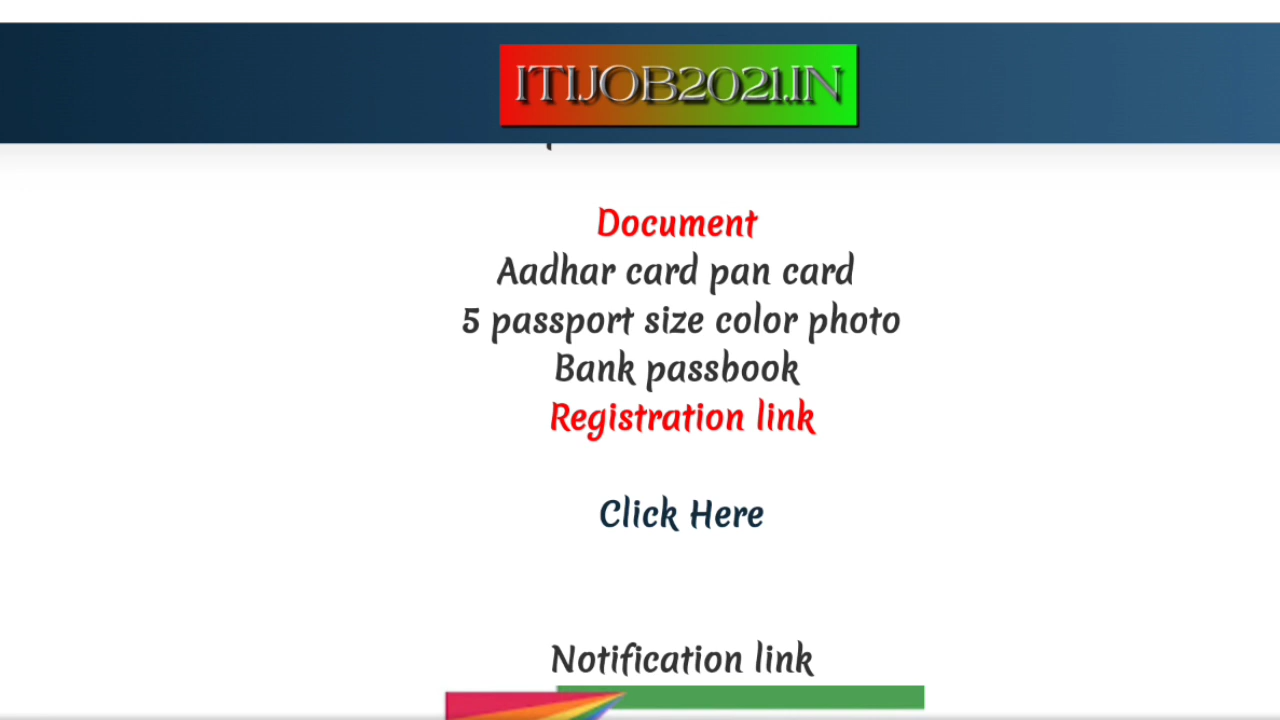 ITIJOB2021.IN
Document
Aadhar card pan card
5 passport size color photo
Bank passbook
Registration link
Click Here
Notification link